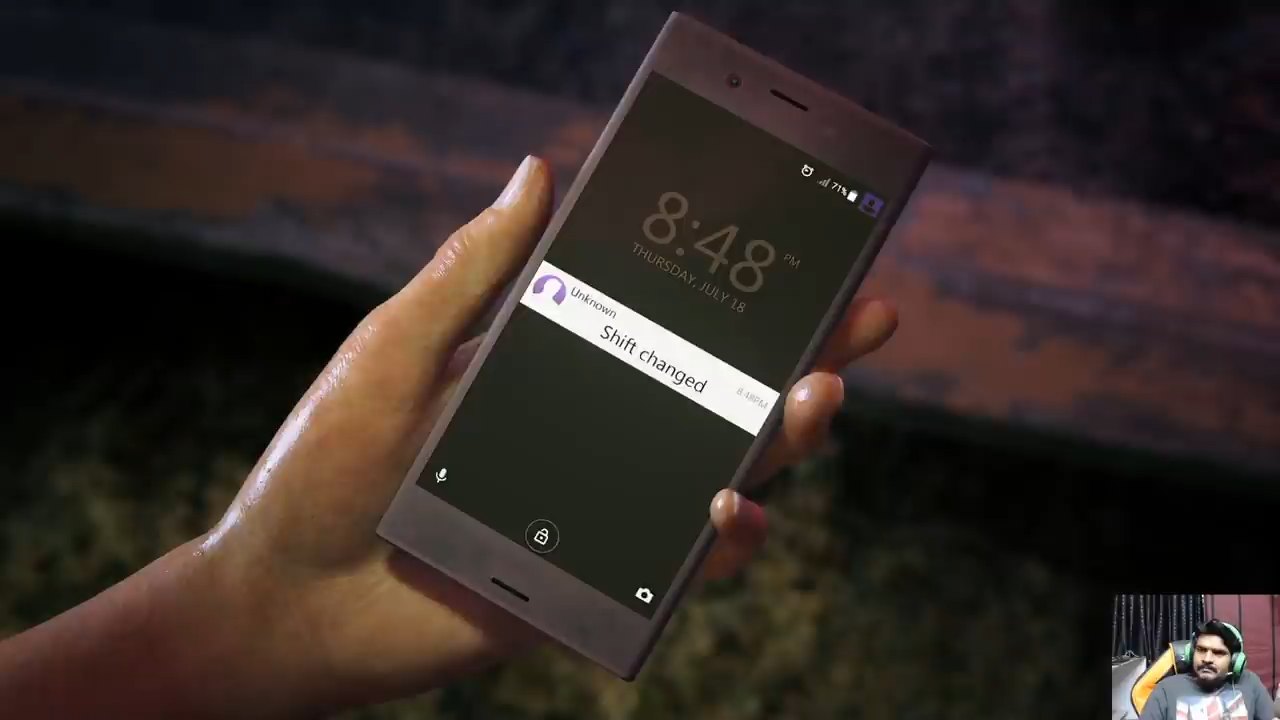 71%
8:48 PM
THURSDAY, JULY 18
Unknown
Shift changed
8:48PM